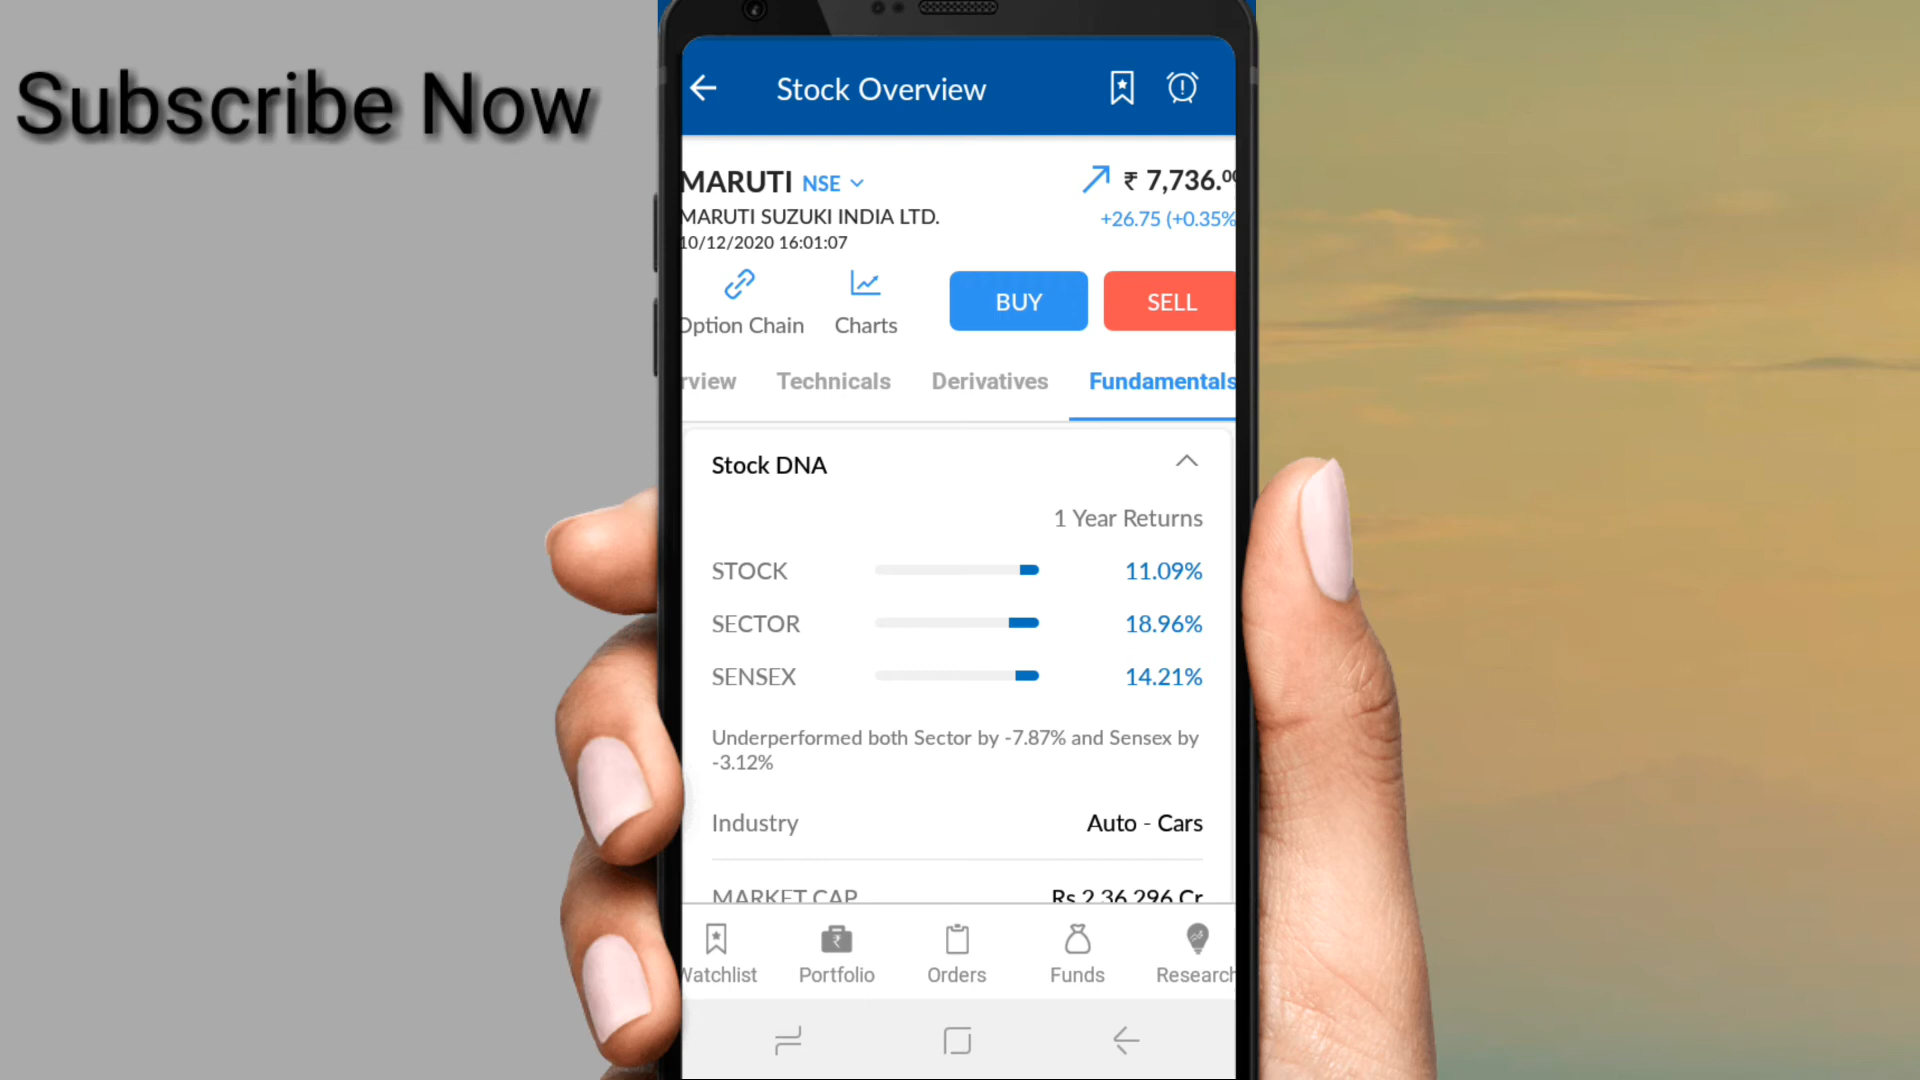 Subscribe Now
Stock Overview
MARUTI NSE
₹ 7,736.00
MARUTI SUZUKI INDIA LTD.
+26.75 (+0.35%
10/12/2020 16:01:07
Option Chain
Charts
BUY
SELL
rview
Technicals
Derivatives
Fundamentals
Stock DNA
1 Year Returns
STOCK 11.09%
SECTOR 18.96%
SENSEX 14.21%
Underperformed both Sector by -7.87% and Sensex by
-3.12%
Industry Auto - Cars
MARKET CAP Rs 2,36,296 Cr
Watchlist
Portfolio
Orders
Funds
Research